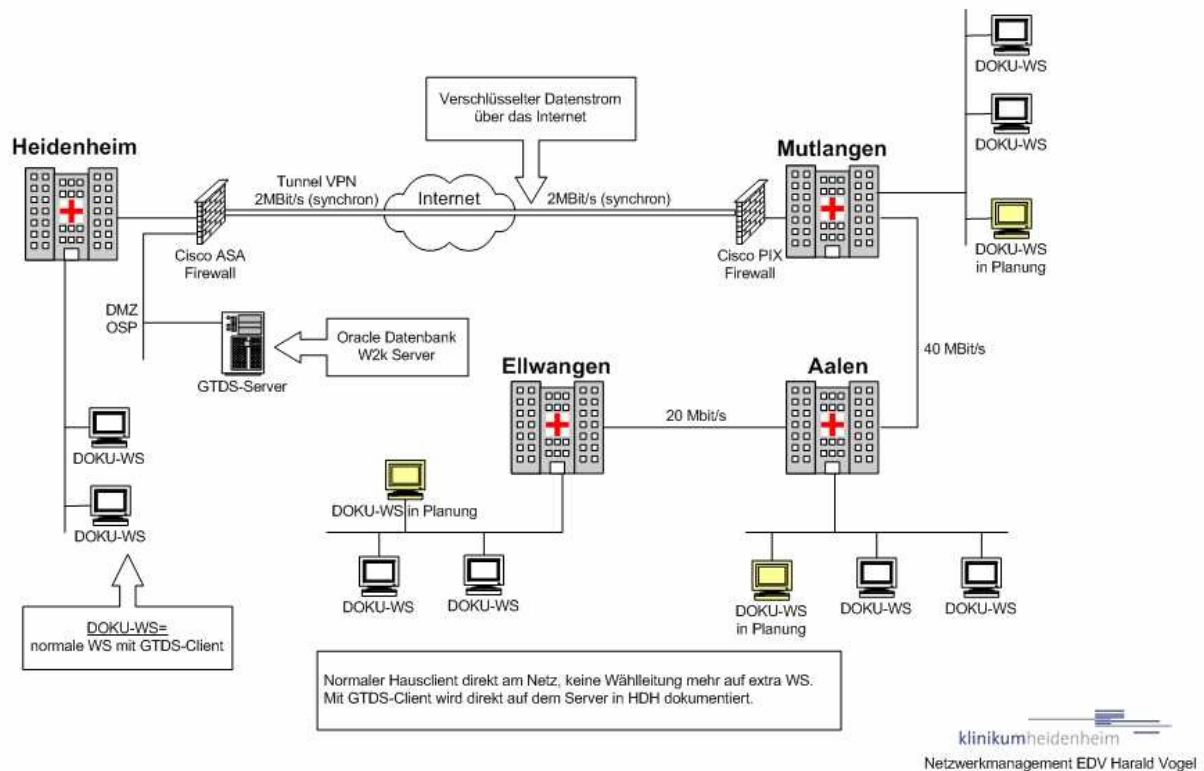 DOKU-WS
Verschlüsselter Datenstrom
über das Internet
DOKU-WS
Heidenheim
Mutlangen
Tunnel VPN
2MBit/s (synchron)
Internet
2MBit/s (synchron)
DOKU-WS
in Planung
Cisco ASA
Firewall
Cisco PIX
Firewall
DMZ
OSP
Oracle Datenbank
W2k Server
GTDS-Server
40 MBit/s
Ellwangen
Aalen
20 Mbit/s
DOKU-WS
DOKU-WS
DOKU-WS in Planung
DOKU-WS
DOKU-WS
DOKU-WS
in Planung
DOKU-WS
DOKU-WS
DOKU-WS=
normale WS mit GTDS-Client
Normaler Hausclient direkt am Netz, keine Wählleitung mehr auf extra WS.
Mit GTDS-Client wird direkt auf dem Server in HDH dokumentiert.
klinikumheidenheim
Netzwerkmanagement EDV Harald Vogel